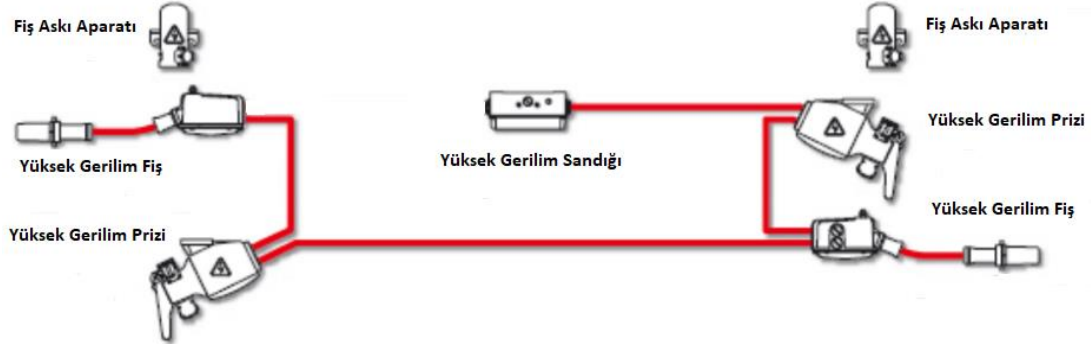 Fiş Askı Aparatı
Fiş Askı Aparatı
Yüksek Gerilim Prizi
Yüksek Gerilim Sandığı
Yüksek Gerilim Fiş
Yüksek Gerilim Fiş
Yüksek Gerilim Prizi